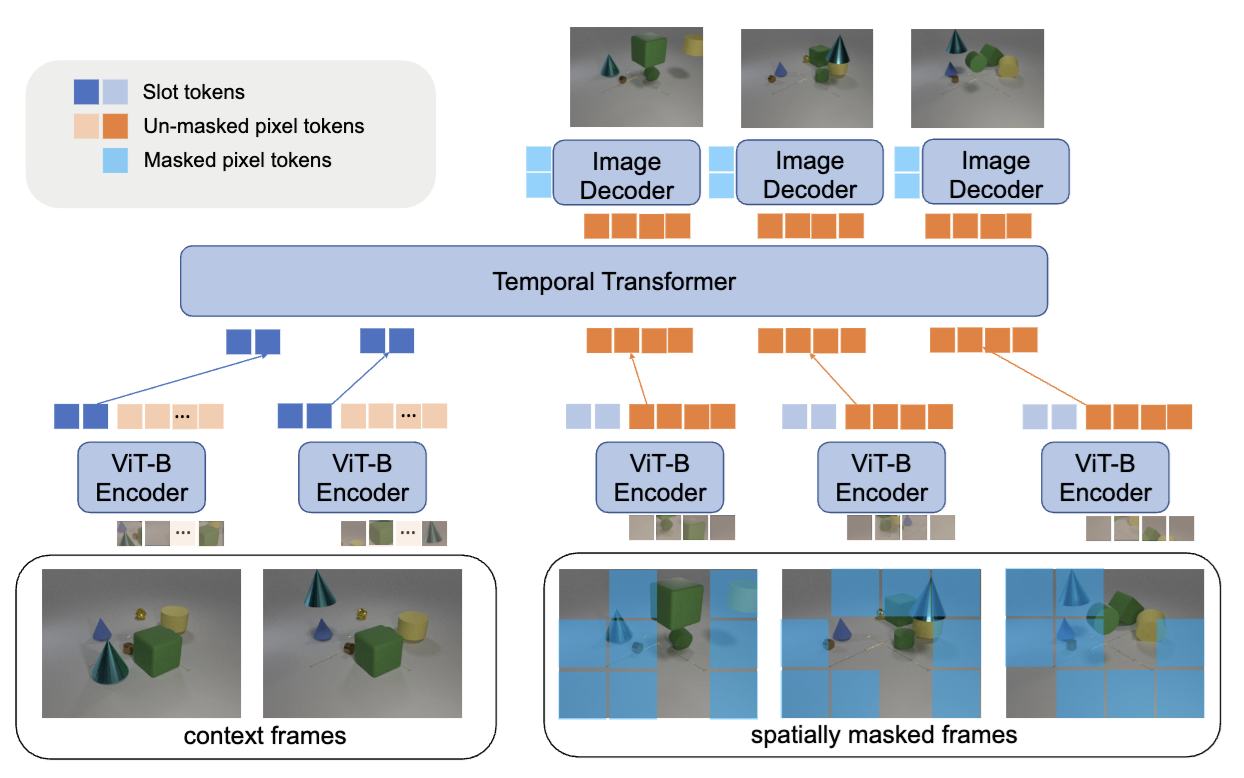 Slot tokens
Un-masked pixel tokens
Masked pixel tokens
Image
Decoder
Image
Decoder
Image
Decoder
Temporal Transformer
...
...
ViT-B
Encoder
ViT-B
Encoder
ViT-B
Encoder
ViT-B
Encoder
ViT-B
Encoder
...
...
context frames
spatially masked frames